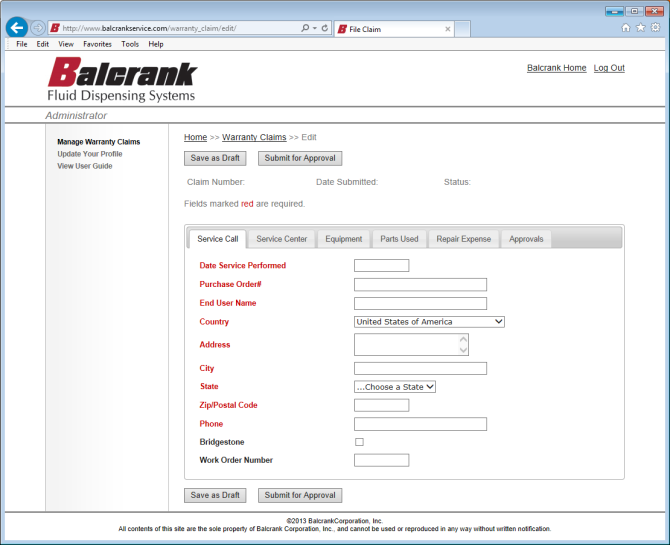 http://www.balcrankservice.com/warranty_claim/edit/
File Claim
File Edit View Favorites Tools Help
Balcrank
Fluid Dispensing Systems
Balcrank Home Log Out
Administrator
Manage Warranty Claims
Update Your Profile
View User Guide
Home >> Warranty Claims >> Edit
Save as Draft Submit for Approval
Claim Number: Date Submitted: Status:
Fields marked red are required.
Service Call Service Center Equipment Parts Used Repair Expense Approvals
Date Service Performed
Purchase Order#
End User Name
Country United States of America
Address
City
State ...Choose a State
Zip/Postal Code
Phone
Bridgestone
Work Order Number
Save as Draft Submit for Approval
©2013 BalcrankCorporation, Inc.
All contents of this site are the sole property of Balcrank Corporation, Inc., and cannot be used or reproduced in any way without written notification.